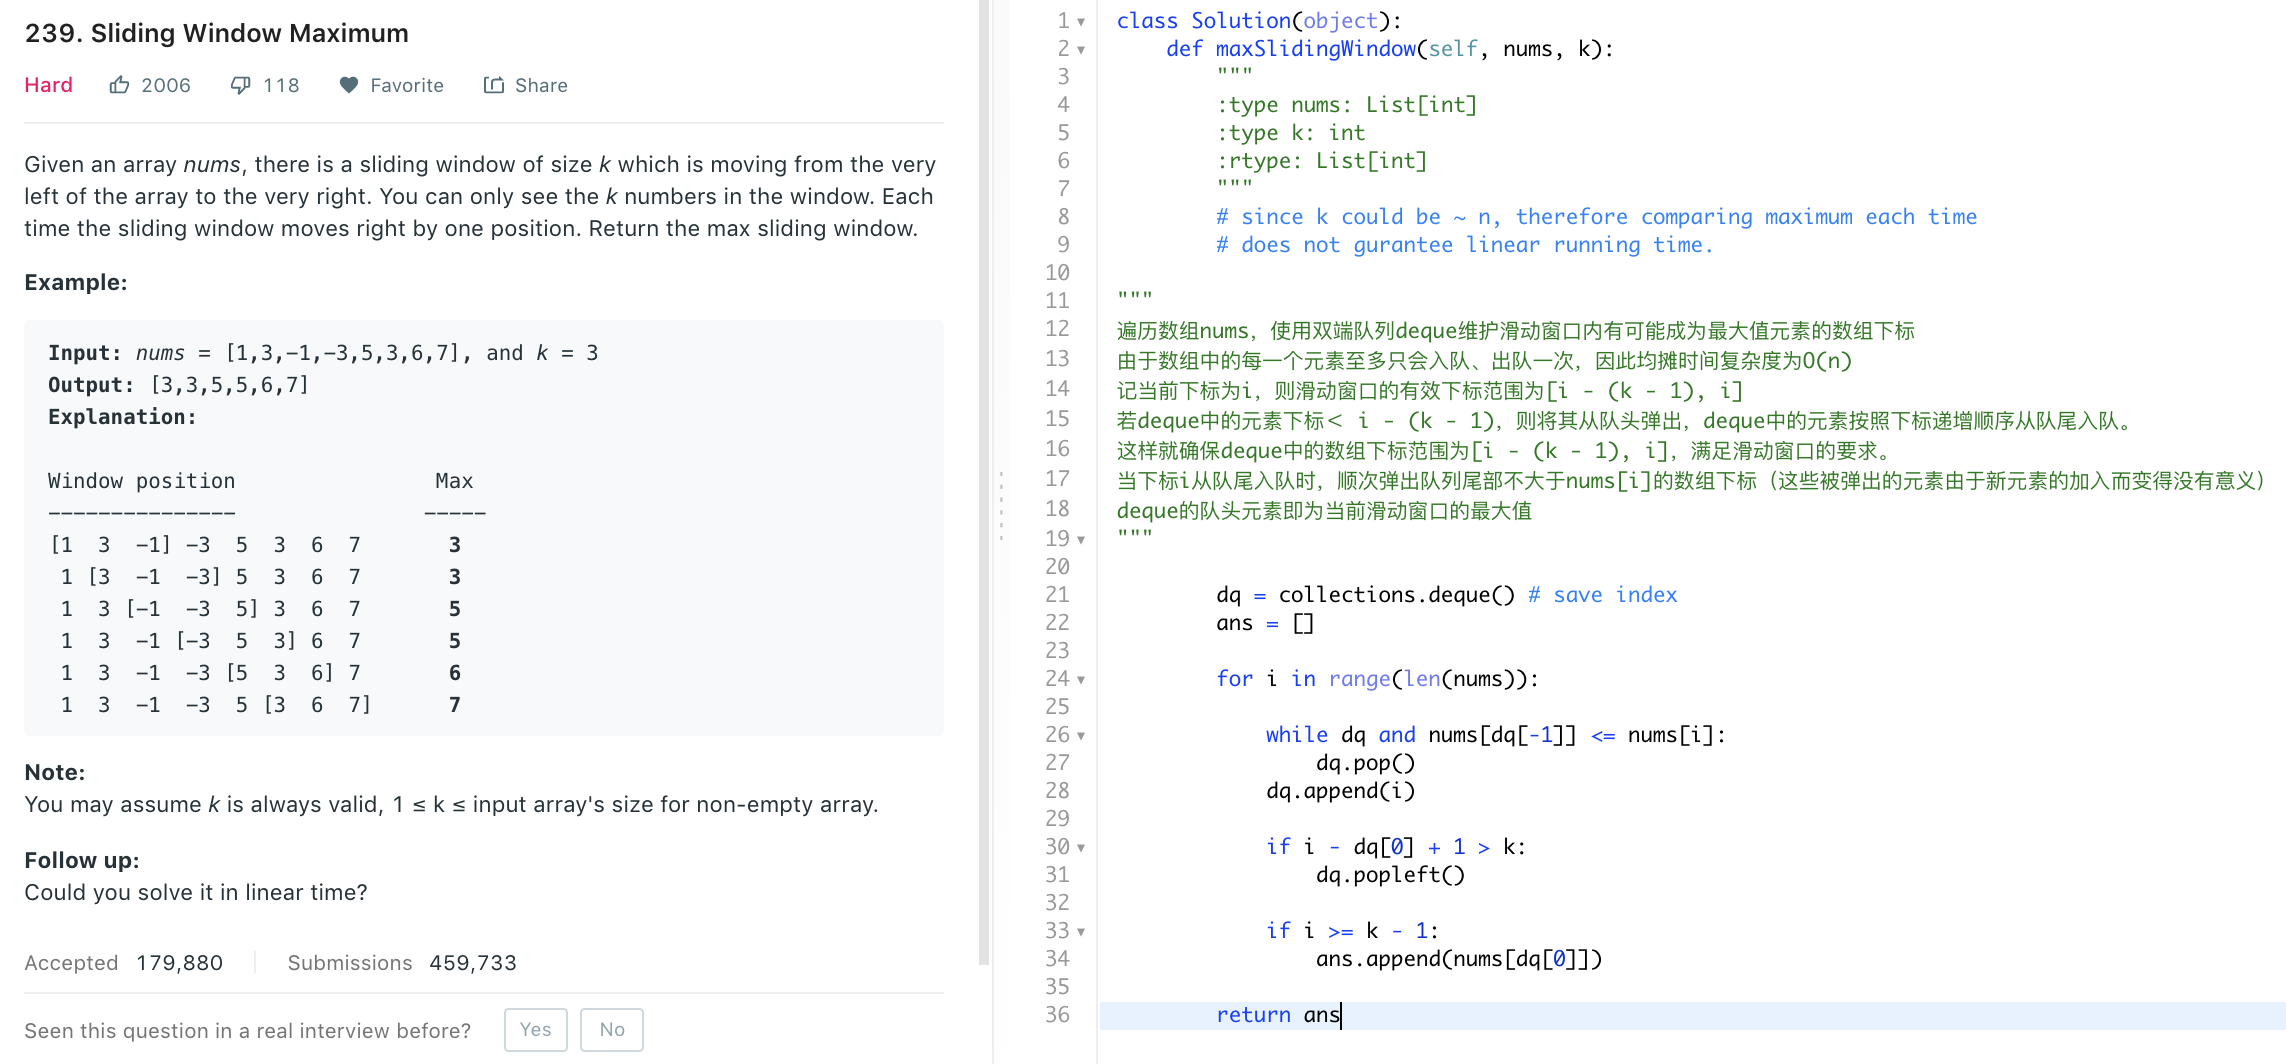 239. Sliding Window Maximum
Hard 2006 118 Favorite Share
Given an array nums, there is a sliding window of size k which is moving from the very
left of the array to the very right. You can only see the k numbers in the window. Each
time the sliding window moves right by one position. Return the max sliding window.
Example:
Input: nums = [1,3,-1,-3,5,3,6,7], and k = 3
Output: [3,3,5,5,6,7]
Explanation:
Window position                Max
---------------               -----
[1  3  -1] -3  5  3  6  7       3
 1 [3  -1  -3] 5  3  6  7       3
 1  3 [-1  -3  5] 3  6  7       5
 1  3  -1 [-3  5  3] 6  7       5
 1  3  -1  -3 [5  3  6] 7       6
 1  3  -1  -3  5 [3  6  7]      7
Note:
You may assume k is always valid, 1 ≤ k ≤ input array's size for non-empty array.
Follow up:
Could you solve it in linear time?
Accepted 179,880 Submissions 459,733
Seen this question in a real interview before? Yes No
1 class Solution(object):
2     def maxSlidingWindow(self, nums, k):
3         """
4         :type nums: List[int]
5         :type k: int
6         :rtype: List[int]
7         """
8         # since k could be ~ n, therefore comparing maximum each time
9         # does not gurantee linear running time.
10
11 """
12 遍历数组nums，使用双端队列deque维护滑动窗口内有可能成为最大值元素的数组下标
13 由于数组中的每一个元素至多只会入队、出队一次，因此均摊时间复杂度为O(n)
14 记当前下标为i，则滑动窗口的有效下标范围为[i - (k - 1), i]
15 若deque中的元素下标＜ i - (k - 1)，则将其从队头弹出，deque中的元素按照下标递增顺序从队尾入队。
16 这样就确保deque中的数组下标范围为[i - (k - 1), i]，满足滑动窗口的要求。
17 当下标i从队尾入队时，顺次弹出队列尾部不大于nums[i]的数组下标（这些被弹出的元素由于新元素的加入而变得没有意义）
18 deque的队头元素即为当前滑动窗口的最大值
19 """
20
21         dq = collections.deque() # save index
22         ans = []
23
24         for i in range(len(nums)):
25
26             while dq and nums[dq[-1]] <= nums[i]:
27                 dq.pop()
28             dq.append(i)
29
30             if i - dq[0] + 1 > k:
31                 dq.popleft()
32
33             if i >= k - 1:
34                 ans.append(nums[dq[0]])
35
36         return ans